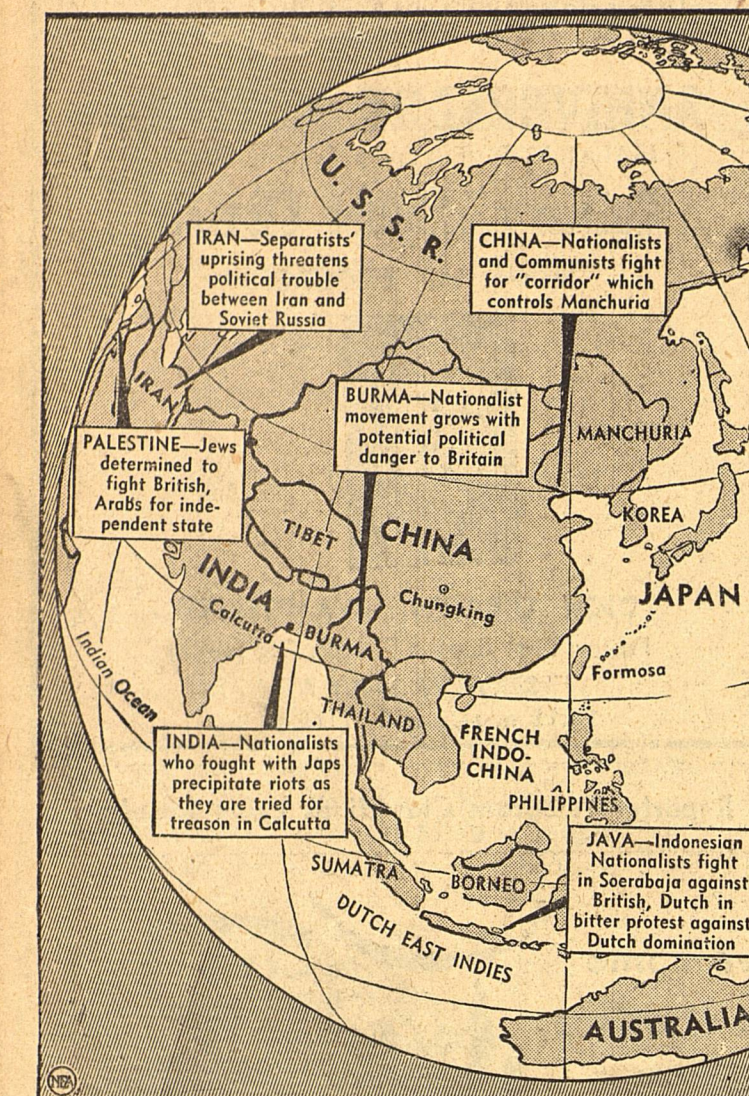 U. S. S. R.
IRAN—Separatists'
uprising threatens
political trouble
between Iran and
Soviet Russia
CHINA—Nationalists
and Communists fight
for "corridor" which
controls Manchuria
IRAN
BURMA—Nationalist
movement grows with
potential political
danger to Britain
MANCHURIA
PALESTINE—Jews
determined to
fight British,
Arabs for inde-
pendent state
KOREA
TIBET
CHINA
JAPAN
INDIA
Chungking
Calcutta
BURMA
Formosa
Indian Ocean
THAILAND
FRENCH
INDO-
CHINA
INDIA—Nationalists
who fought with Japs
precipitate riots as
they are tried for
treason in Calcutta
PHILIPPINES
JAVA—Indonesian
Nationalists fight
in Soerabaja against
British, Dutch in
bitter protest against
Dutch domination
SUMATRA
BORNEO
DUTCH EAST INDIES
AUSTRALIA
NEA